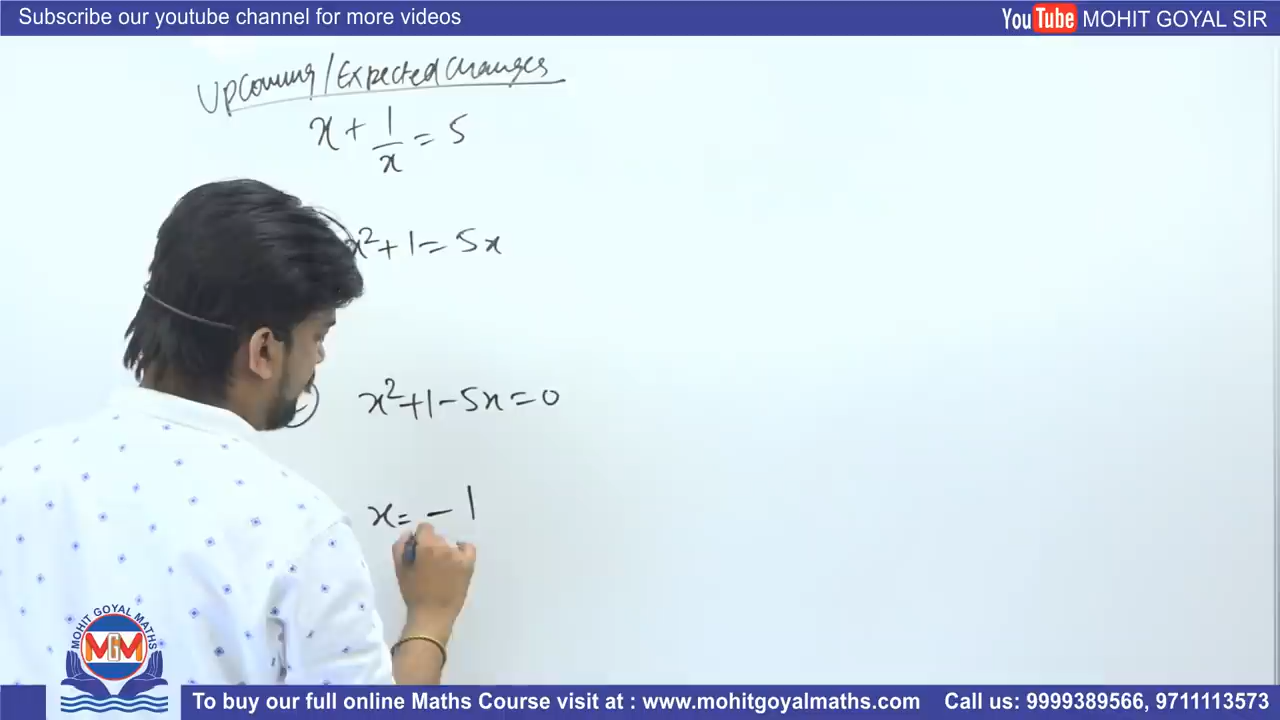 Subscribe our youtube channel for more videos
YouTube MOHIT GOYAL SIR
Upcoming/Expected Changes
x + 1/x = 5
x² + 1 = 5x
x² + 1 - 5x = 0
x = - 1
MOHIT GOYAL MATHS
MGM
To buy our full online Maths Course visit at : www.mohitgoyalmaths.com Call us: 9999389566, 9711113573